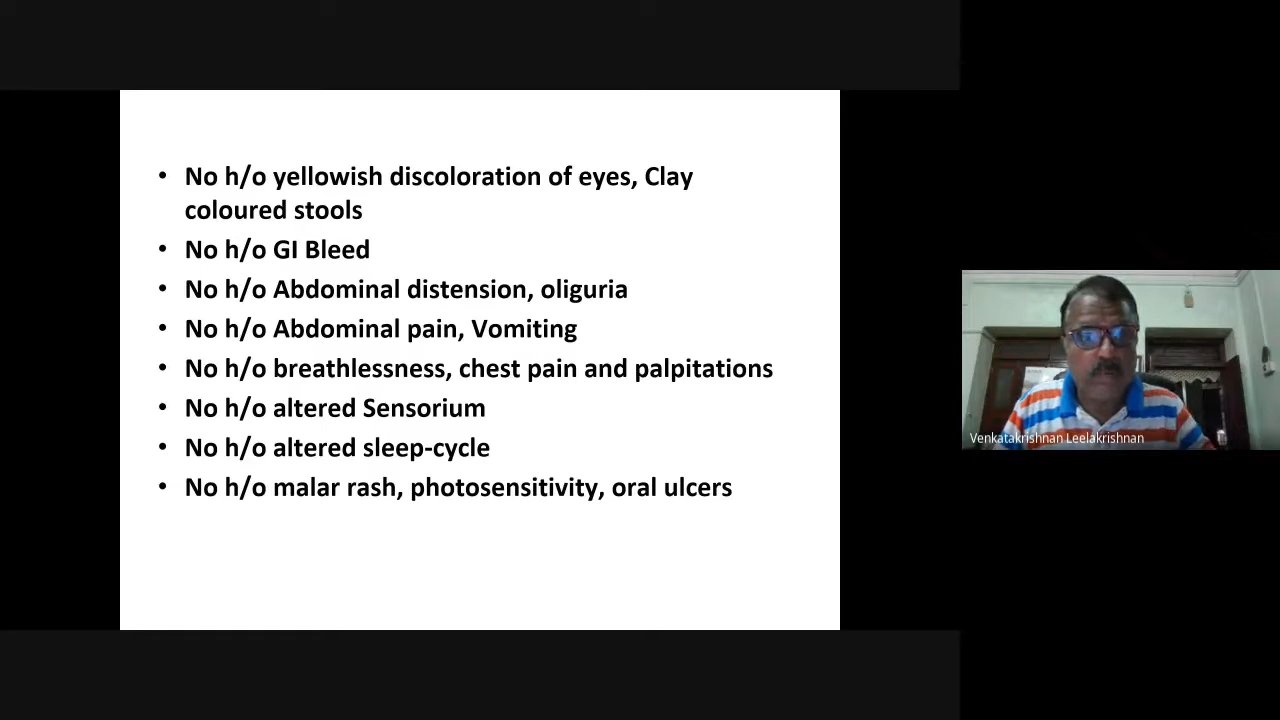 • No h/o yellowish discoloration of eyes, Clay
coloured stools
• No h/o GI Bleed
• No h/o Abdominal distension, oliguria
• No h/o Abdominal pain, Vomiting
• No h/o breathlessness, chest pain and palpitations
• No h/o altered Sensorium
• No h/o altered sleep-cycle
• No h/o malar rash, photosensitivity, oral ulcers
Venkatakrishnan Leelakrishnan